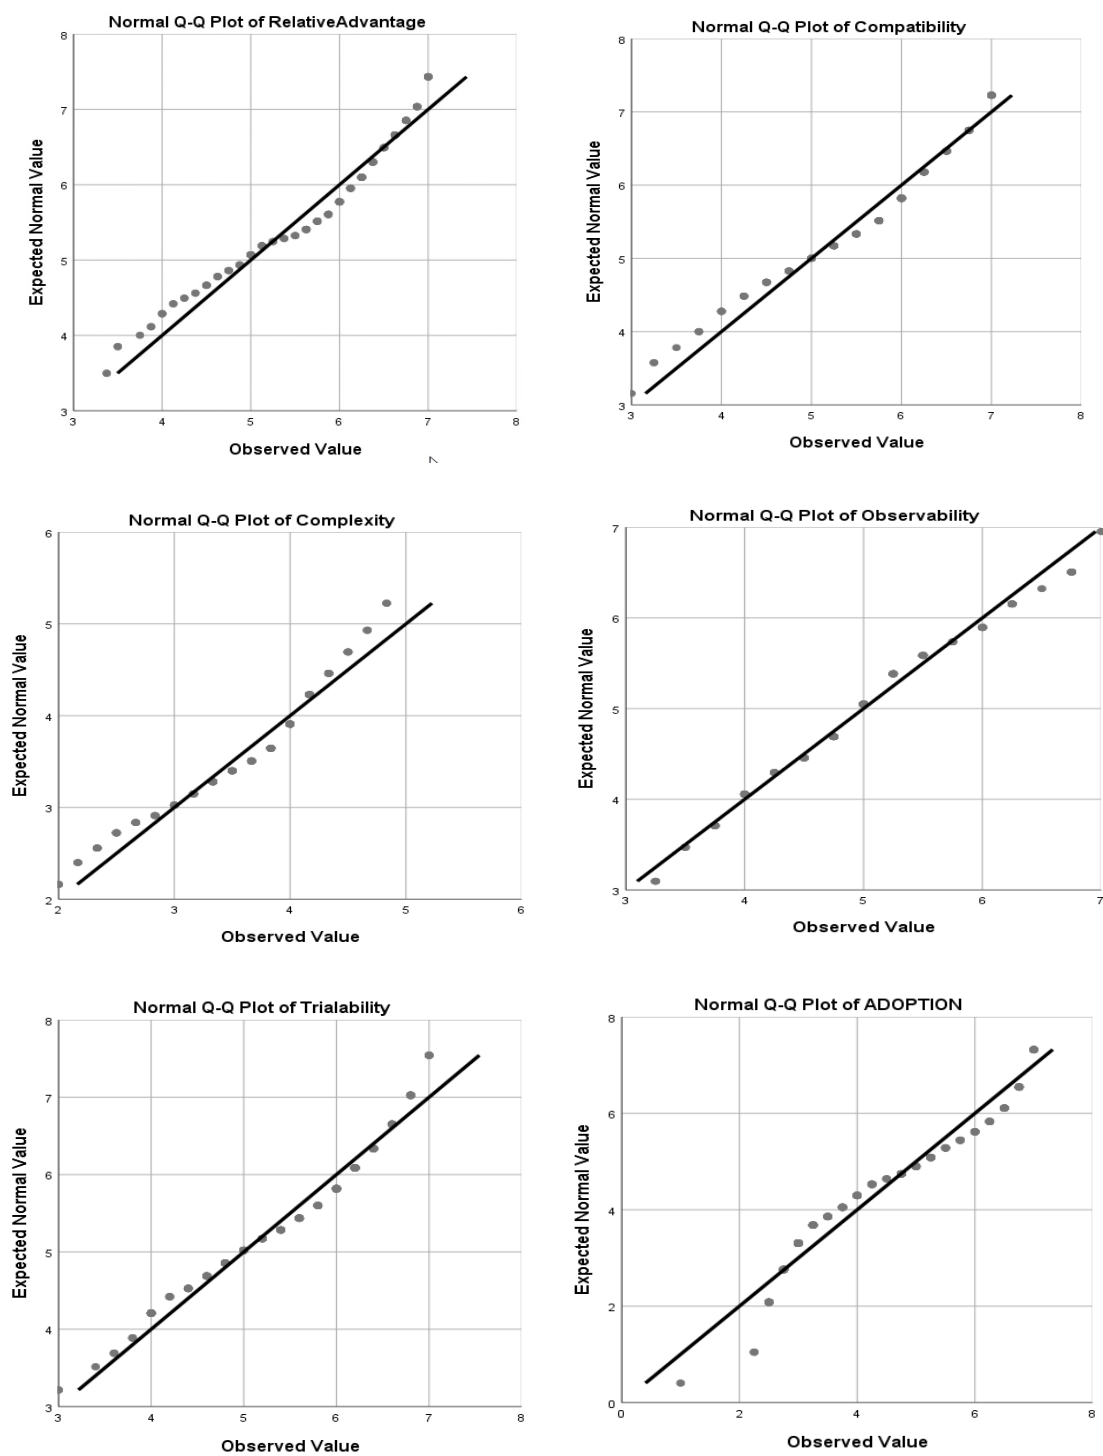 Normal Q-Q Plot of RelativeAdvantage
8
7
6
5
4
3
Expected Normal Value
3 4 5 6 7 8
Observed Value
7
Normal Q-Q Plot of Compatibility
8
7
6
5
4
3
Expected Normal Value
3 4 5 6 7 8
Observed Value
Normal Q-Q Plot of Complexity
6
5
4
3
2
Expected Normal Value
2 3 4 5 6
Observed Value
Normal Q-Q Plot of Observability
7
6
5
4
3
Expected Normal Value
3 4 5 6 7
Observed Value
Normal Q-Q Plot of Trialability
8
7
6
5
4
3
Expected Normal Value
3 4 5 6 7 8
Observed Value
Normal Q-Q Plot of ADOPTION
8
6
4
2
0
Expected Normal Value
0 2 4 6 8
Observed Value